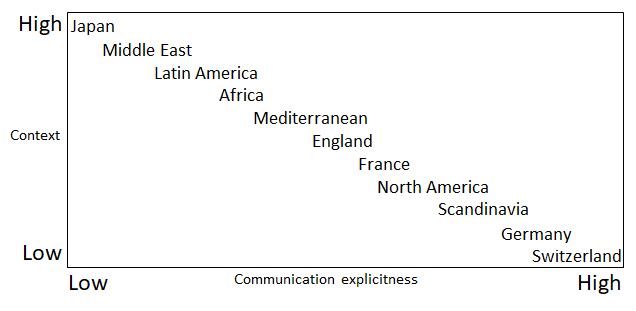 High
Japan
Middle East
Latin America
Africa
Mediterranean
Context
England
France
North America
Scandinavia
Germany
Low
Switzerland
Low
Communication explicitness
High